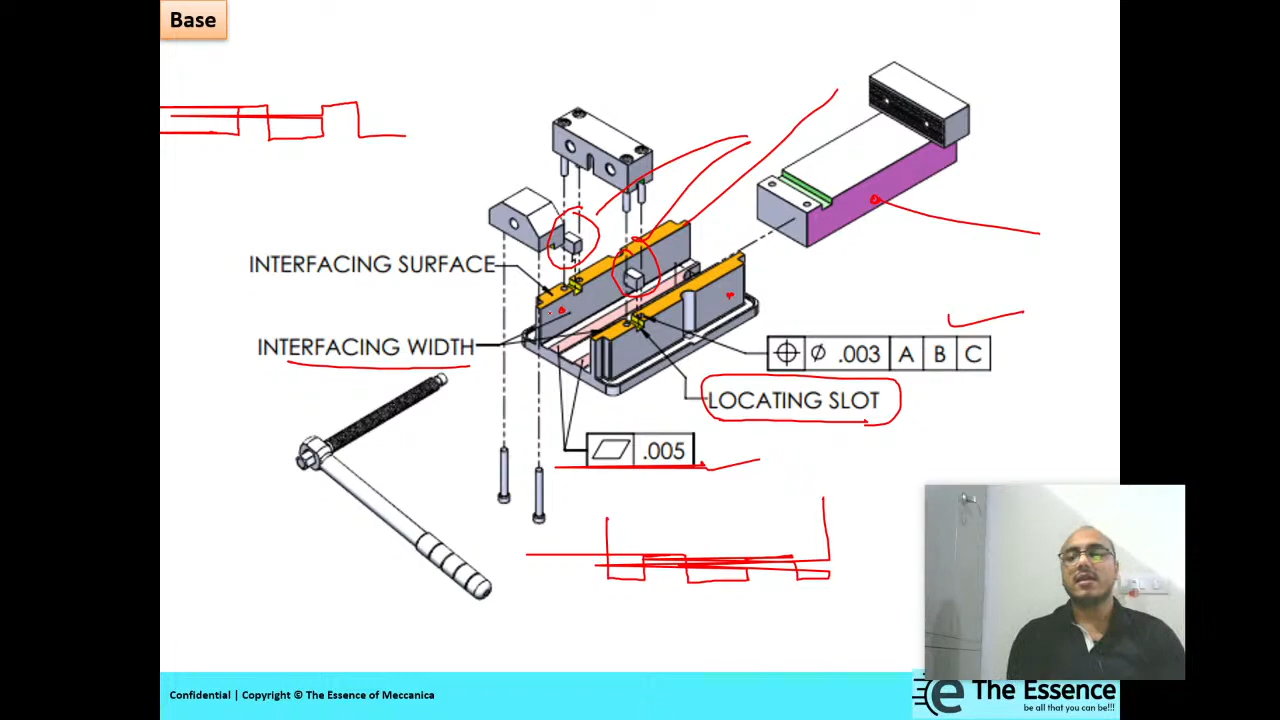 Base
INTERFACING SURFACE
INTERFACING WIDTH
⌖ ⌀ .003 A B C
LOCATING SLOT
⏥ .005
Confidential | Copyright © The Essence of Meccanica
e The Essence
be all that you can be!!!